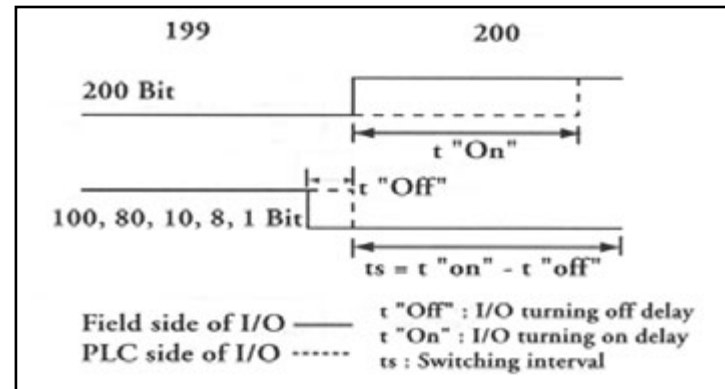 199 200
200 Bit
t "On"
t "Off"
100, 80, 10, 8, 1 Bit
ts = t "on" - t "off"
Field side of I/O
PLC side of I/O
t "Off" : I/O turning off delay
t "On" : I/O turning on delay
ts : Switching interval